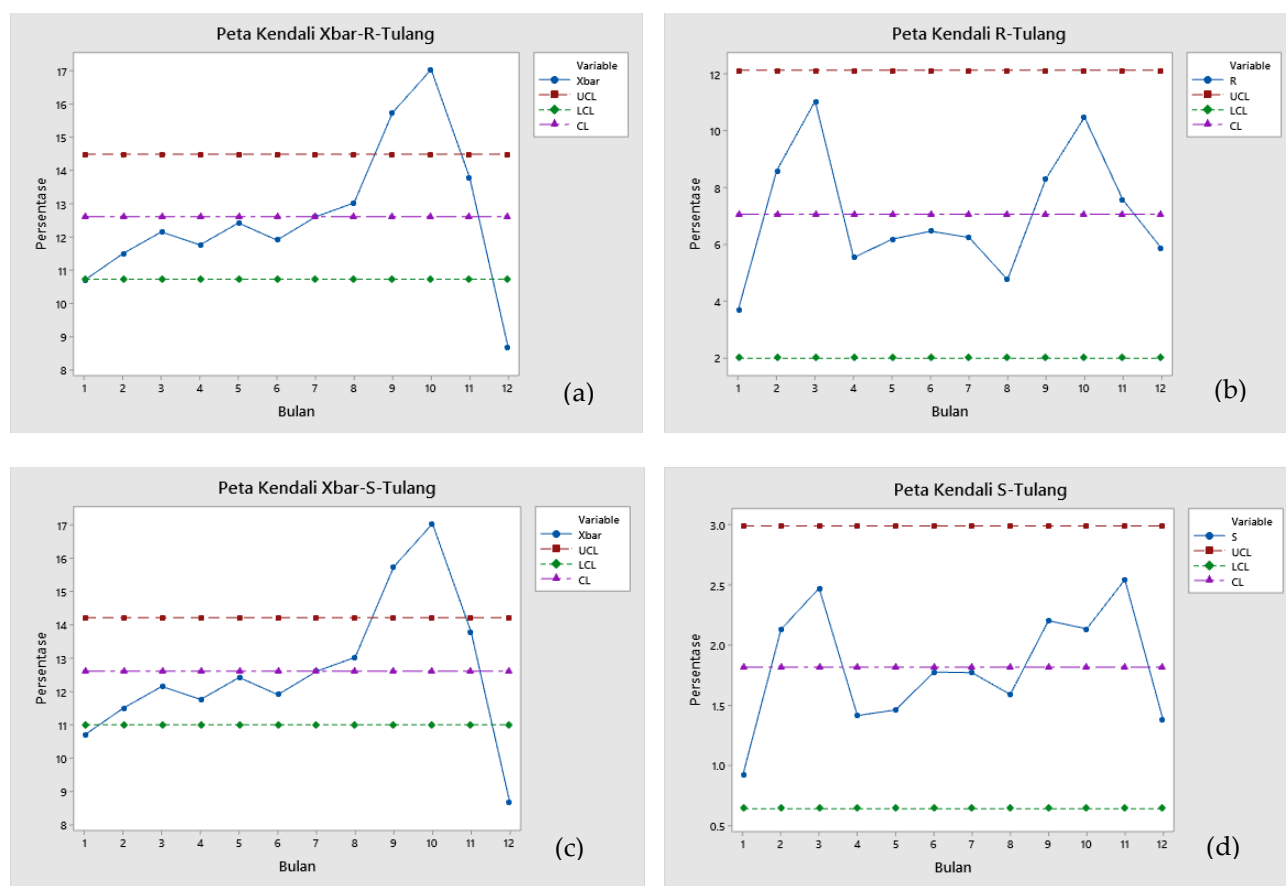 Peta Kendali Xbar-R-Tulang
Persentase
17
16
15
14
13
12
11
10
9
8
1 2 3 4 5 6 7 8 9 10 11 12
Bulan
Variable
Xbar
UCL
LCL
CL
(a)
Peta Kendali R-Tulang
Persentase
12
10
8
6
4
2
1 2 3 4 5 6 7 8 9 10 11 12
Bulan
Variable
R
UCL
LCL
CL
(b)
Peta Kendali Xbar-S-Tulang
Persentase
17
16
15
14
13
12
11
10
9
8
1 2 3 4 5 6 7 8 9 10 11 12
Bulan
Variable
Xbar
UCL
LCL
CL
(c)
Peta Kendali S-Tulang
Persentase
3.0
2.5
2.0
1.5
1.0
0.5
1 2 3 4 5 6 7 8 9 10 11 12
Bulan
Variable
S
UCL
LCL
CL
(d)